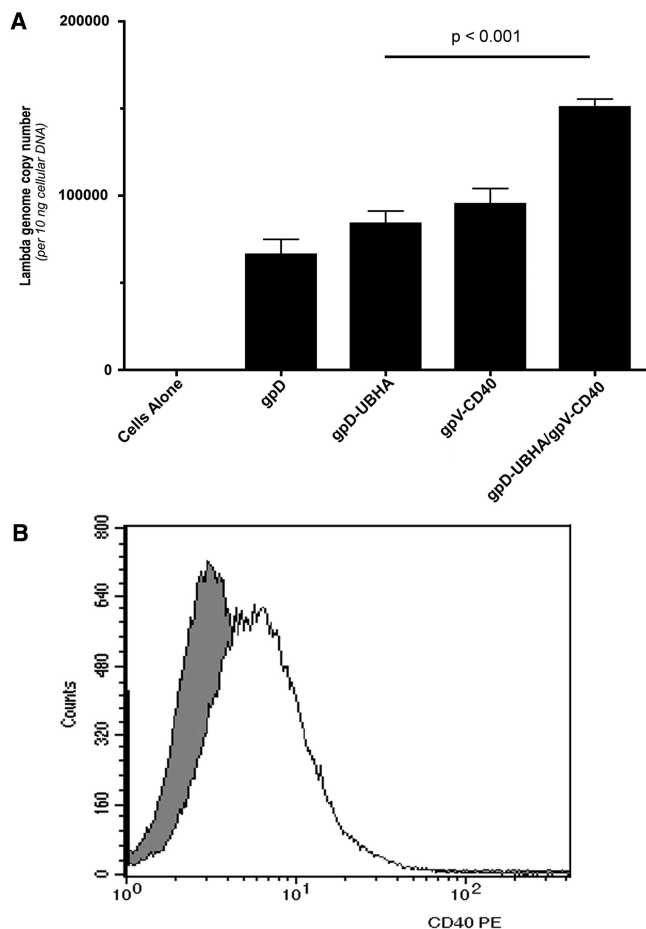 A
200000
p < 0.001
Lambda genome copy number
(per 10 ng cellular DNA)
100000
0
Cells Alone
gpD
gpD-UBHA
gpV-CD40
gpD-UBHA/gpV-CD40
B
800
640
480
320
160
0
Counts
10^0
10^1
10^2
CD40 PE